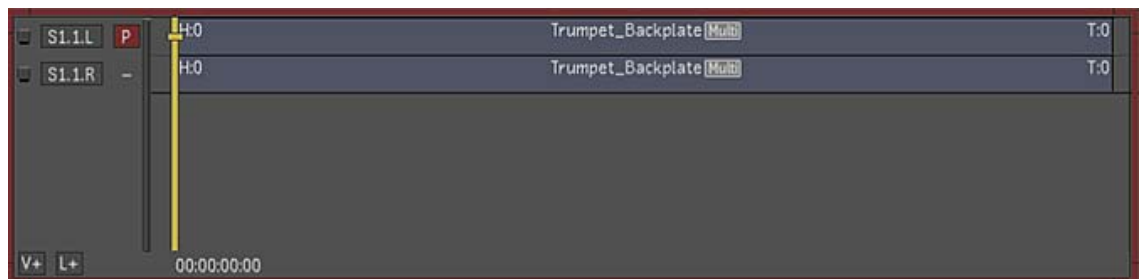 S1.1.L P H:0 Trumpet_Backplate Multi T:0
S1.1.R - H:0 Trumpet_Backplate Multi T:0
V+ L+ 00:00:00:00